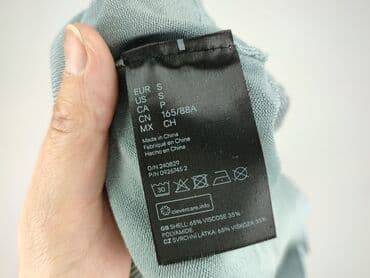 EUR S
US S
CA P
CN 165/88A
MX CH
Made in China
Fabriqué en Chine
Hecho en China
O/N 240829
P/N 0926745 2
30
clevercare.info
GB SHELL: 65% VISCOSE 35%
POLYAMIDE.
CZ SVRCHNÍ LÁTKA: 65% VISKÓZA 35%